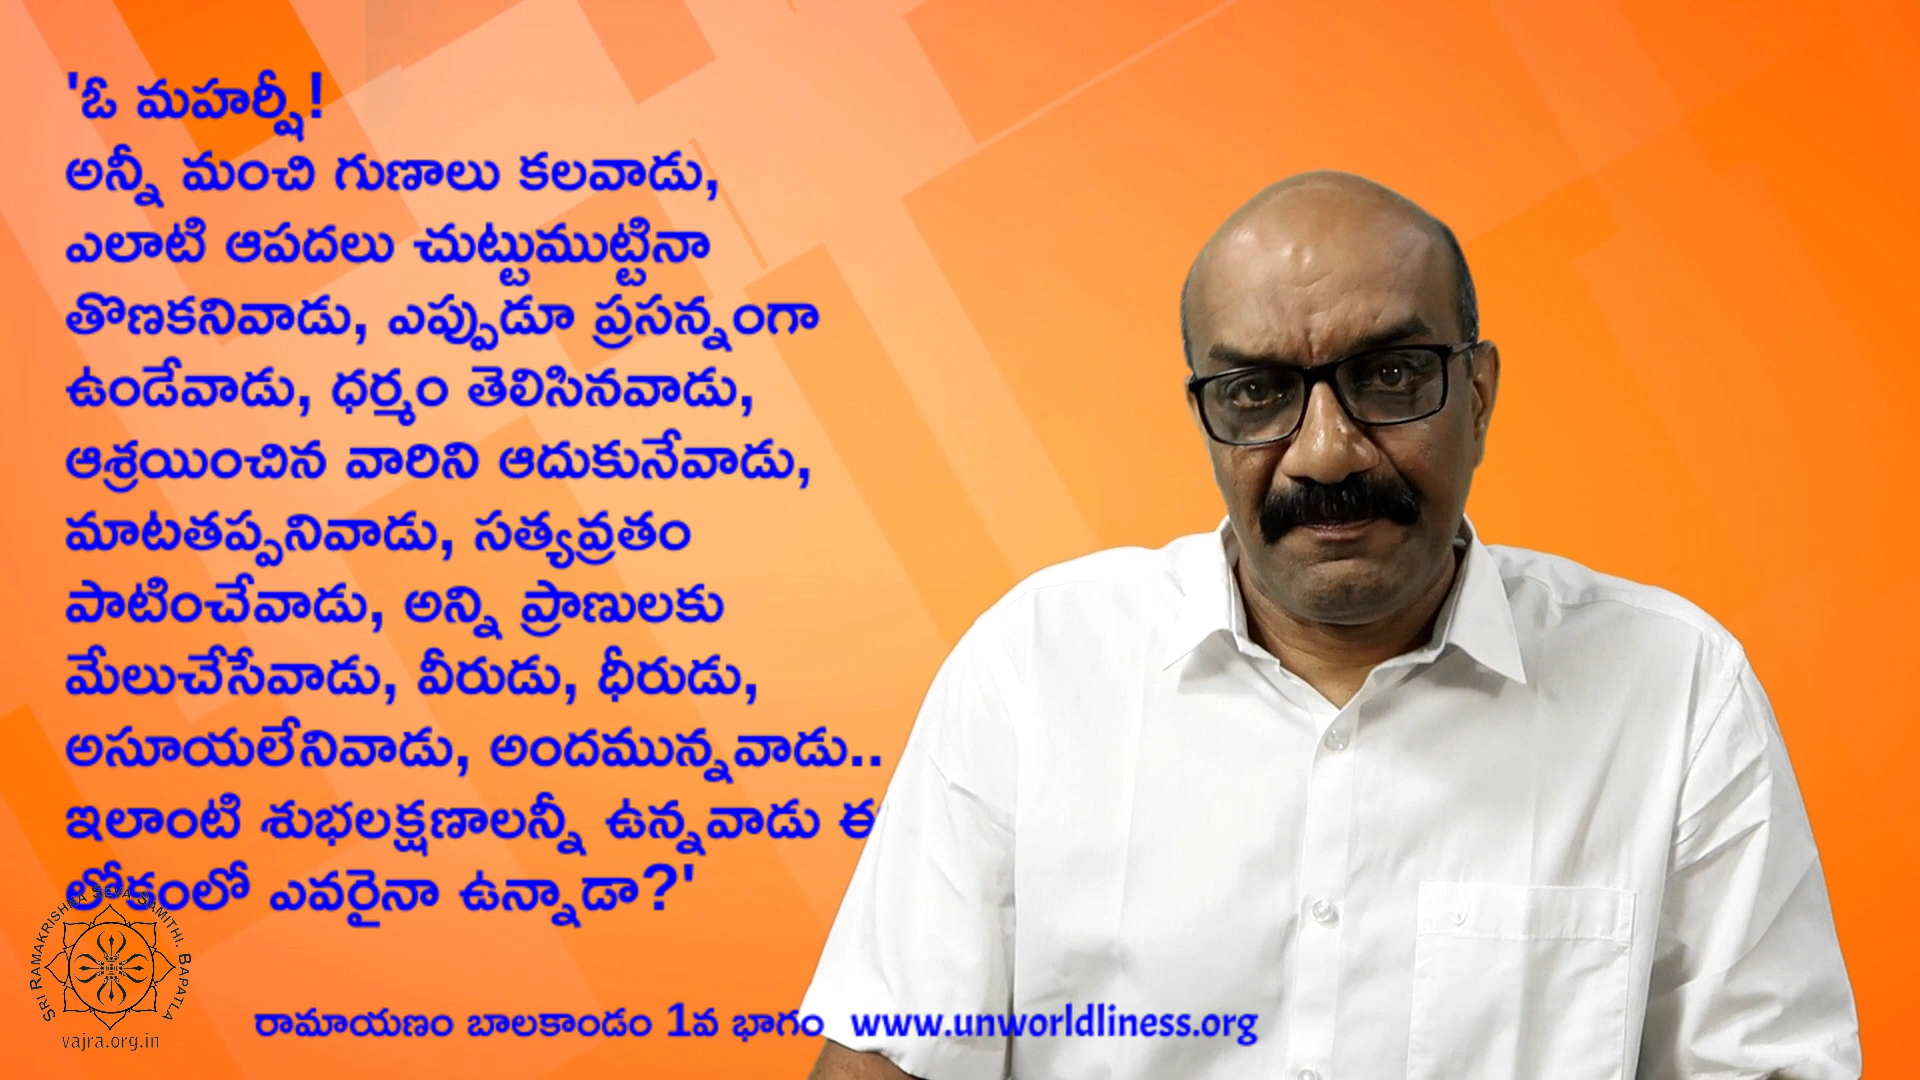 'ఓ మహర్షీ!
అన్నీ మంచి గుణాలు కలవాడు,
ఎలాటి ఆపదలు చుట్టుముట్టినా
తొణకనివాడు, ఎప్పుడూ ప్రసన్నంగా
ఉండేవాడు, ధర్మం తెలిసినవాడు,
ఆశ్రయించిన వారిని ఆదుకునేవాడు,
మాటతప్పనివాడు, సత్యవ్రతం
పాటించేవాడు, అన్ని ప్రాణులకు
మేలుచేసేవాడు, వీరుడు, ధీరుడు,
అసూయలేనివాడు, అందమున్నవాడు..
ఇలాంటి శుభలక్షణాలన్నీ ఉన్నవాడు ఈ
లోకంలో ఎవరైనా ఉన్నాడా?'
SRI RAMAKRISHNA SEVA SAMITHI. BAPATLA
vajra.org.in
రామాయణం బాలకాండం 1వ భాగం www.unworldliness.org